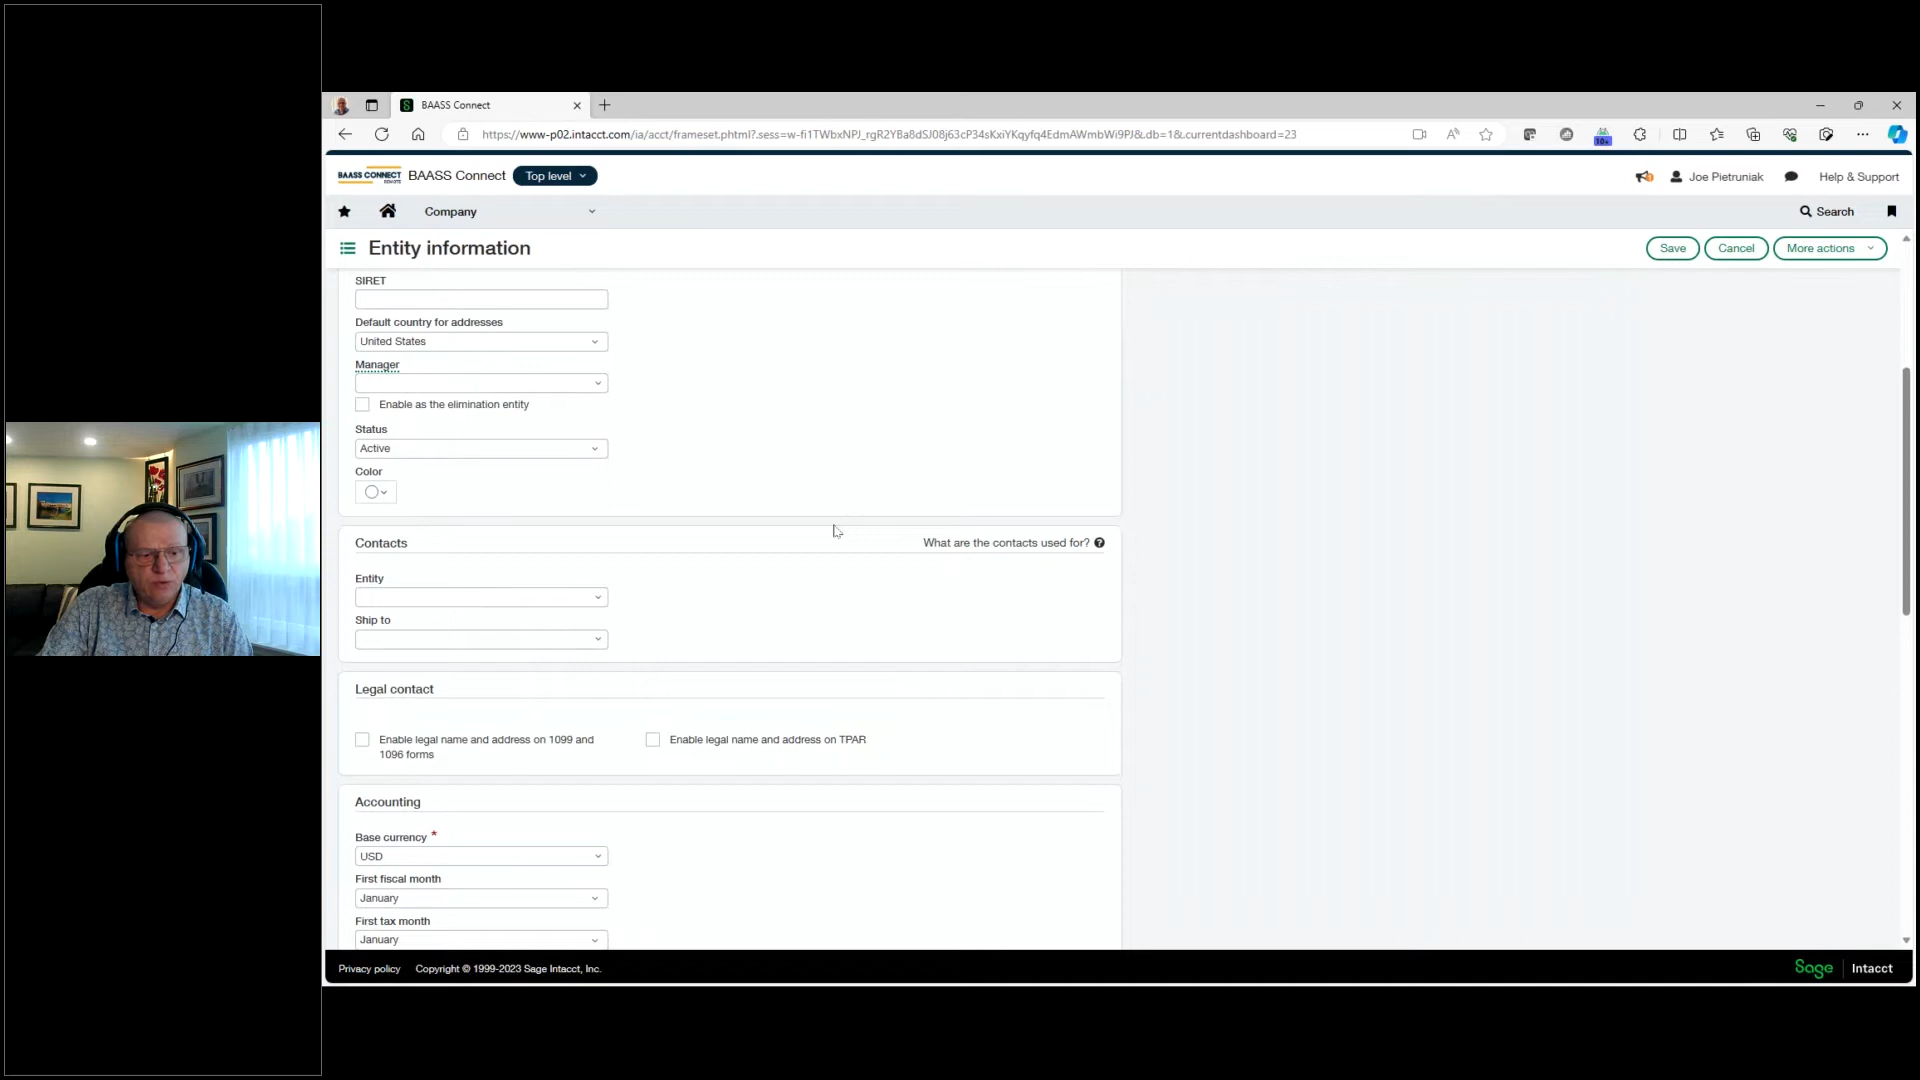 BAASS Connect
https://www-p02.intacct.com/ia/acct/frameset.phtml?.sess=w-fi1TWbxNPJ_rgR2YBa8dSJ08j63cP34sKxiYKqyfq4EdmAWmbWi9PJ&.db=1&.currentdashboard=23
10+
BAASS CONNECT
BAASS Connect
Top level
Joe Pietruniak
Help & Support
Company
Search
Entity information
Save
Cancel
More actions
SIRET
Default country for addresses
United States
Manager
Enable as the elimination entity
Status
Active
Color
Contacts
What are the contacts used for?
Entity
Ship to
Legal contact
Enable legal name and address on 1099 and
1096 forms
Enable legal name and address on TPAR
Accounting
Base currency *
USD
First fiscal month
January
First tax month
January
Privacy policy
Copyright © 1999-2023 Sage Intacct, Inc.
Sage
Intacct